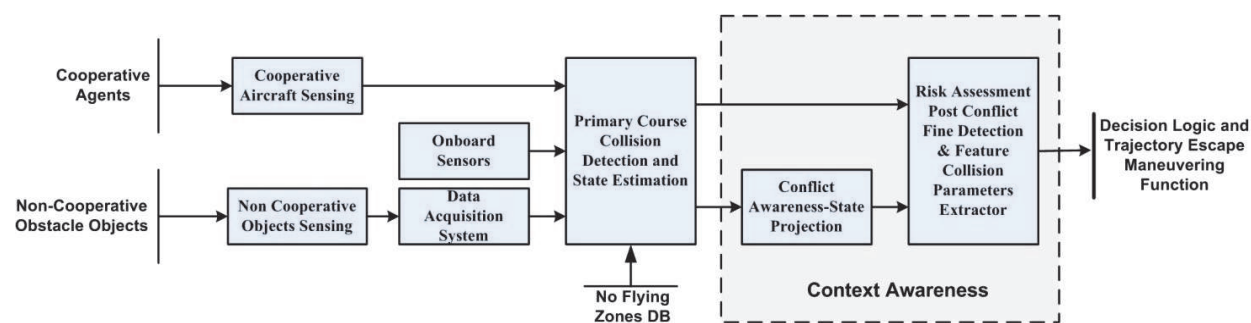 Cooperative
Agents
Cooperative
Aircraft Sensing
Onboard
Sensors
Non-Cooperative
Obstacle Objects
Non Cooperative
Objects Sensing
Data
Acquisition
System
Primary Course
Collision
Detection and
State Estimation
No Flying
Zones DB
Conflict
Awareness-State
Projection
Risk Assessment
Post Conflict
Fine Detection
& Feature
Collision
Parameters
Extractor
Context Awareness
Decision Logic and
Trajectory Escape
Maneuvering
Function